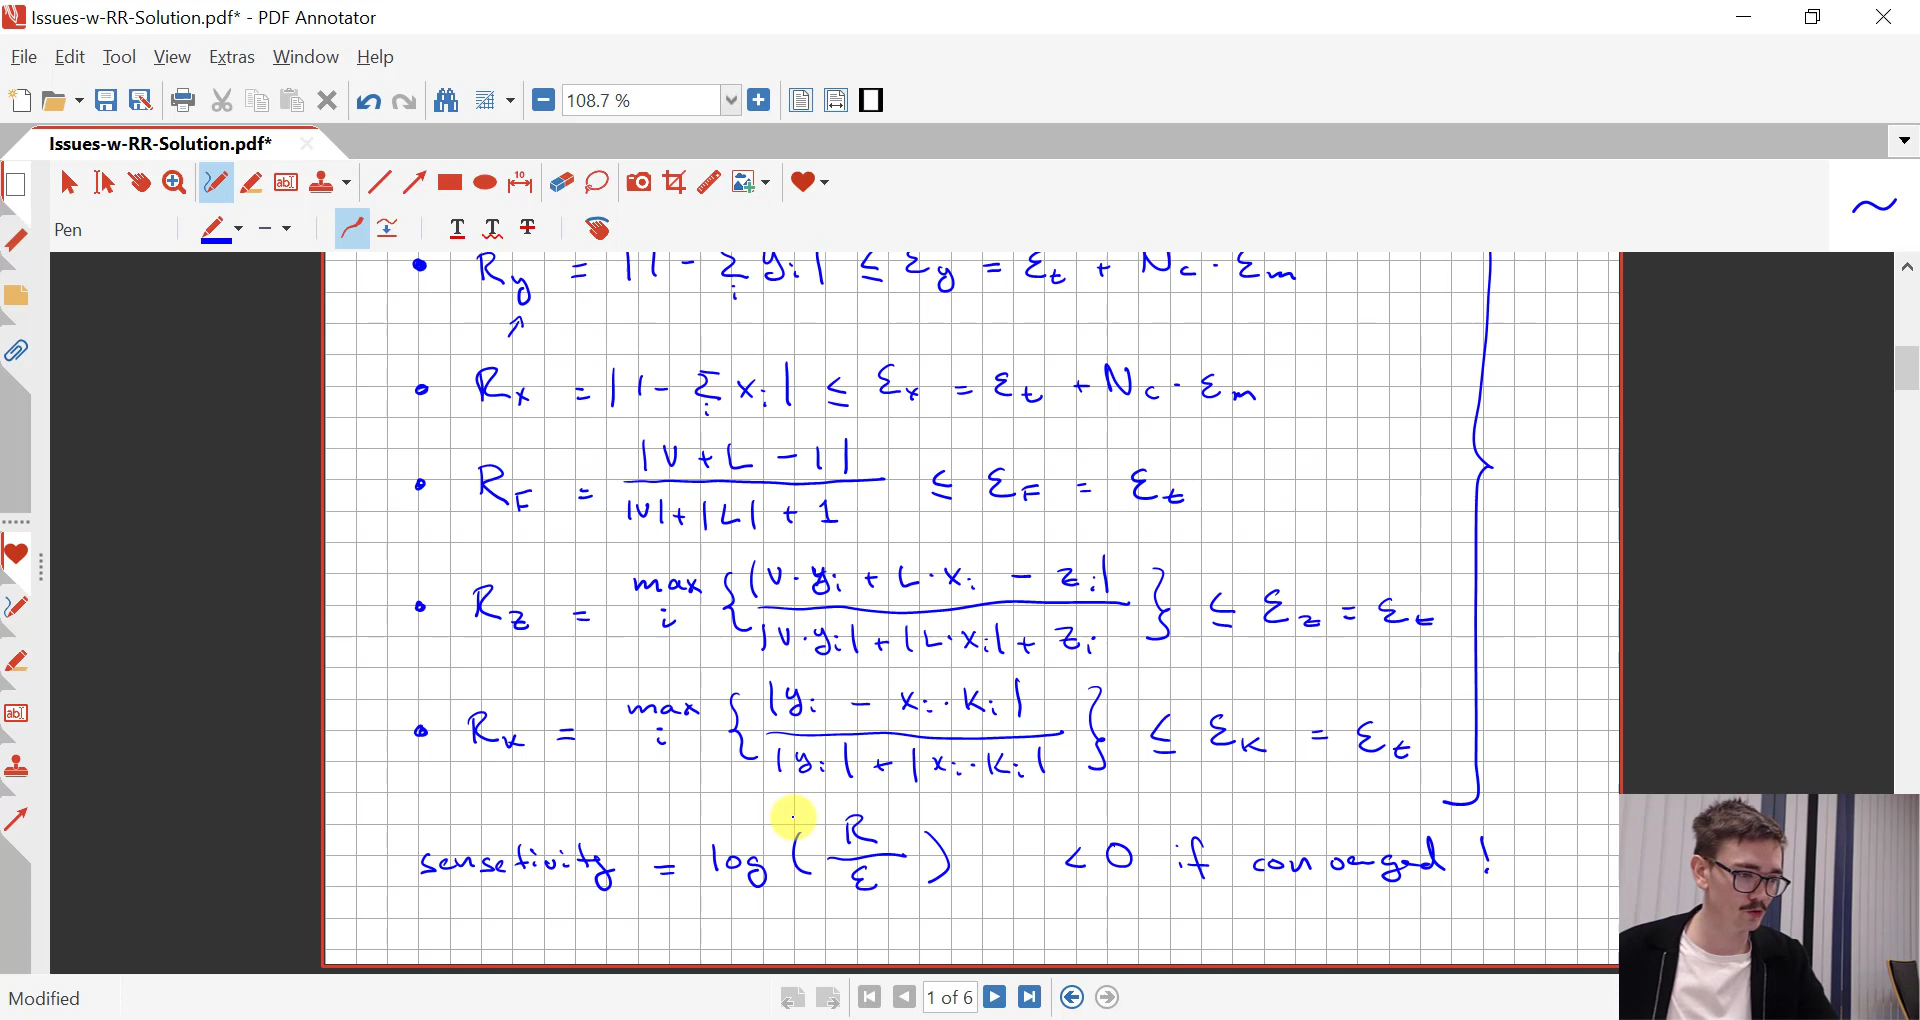 Issues-w-RR-Solution.pdf* - PDF Annotator
File Edit Tool View Extras Window Help
108.7 %
Issues-w-RR-Solution.pdf*
Pen
• R_y = |1 - Σ_i y_i| ≤ ε_y = ε_t + N_c · ε_m
• R_x = |1 - Σ_i x_i| ≤ ε_x = ε_t + N_c · ε_m
• R_F = |V + L - 1| / (|V| + |L| + 1) ≤ ε_F = ε_t
• R_z = max_i { |V·y_i + L·x_i - z_i| / (|V·y_i| + |L·x_i| + z_i) } ≤ ε_z = ε_t
• R_K = max_i { |y_i - x_i·K_i| / (|y_i| + |x_i·K_i|) } ≤ ε_K = ε_t
sensetivity = log ( R / ε ) < 0 if converged !
Modified
1 of 6